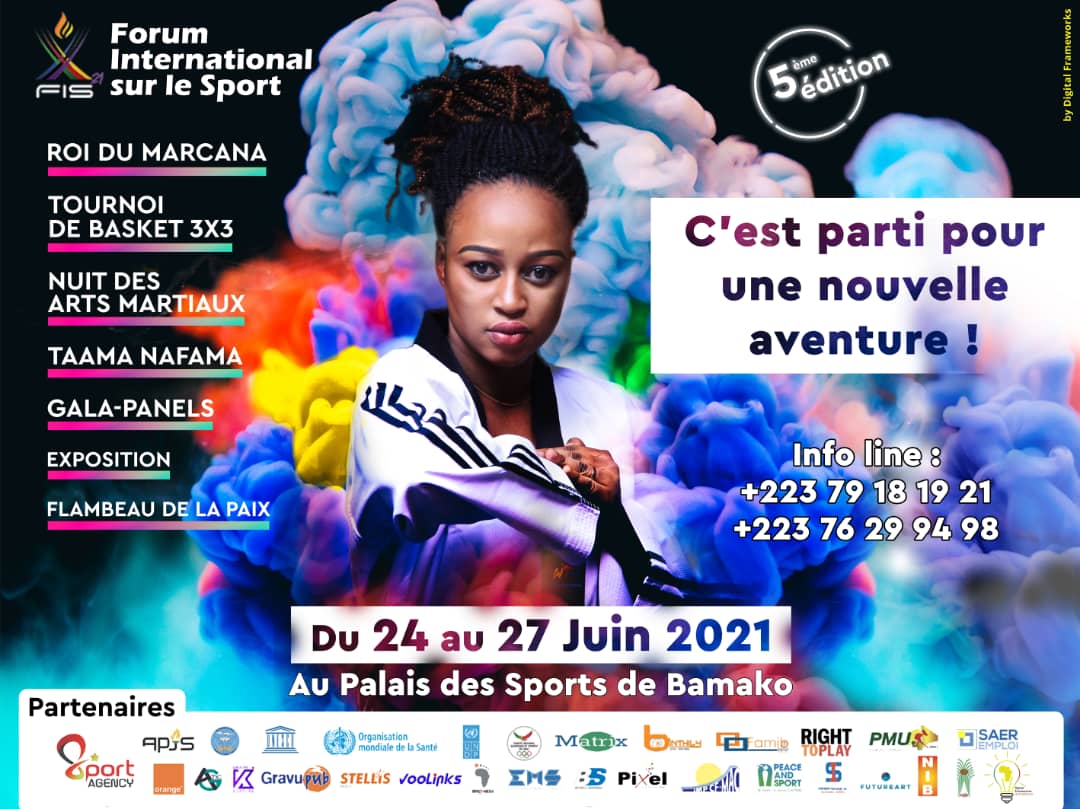 Forum
International
sur le Sport
FIS 21
5ème édition
by Digital Frameworks
ROI DU MARCANA
TOURNOI
DE BASKET 3X3
NUIT DES
ARTS MARTIAUX
TAAMA NAFAMA
GALA-PANELS
EXPOSITION
FLAMBEAU DE LA PAIX
C'est parti pour
une nouvelle
aventure !
Info line :
+223 79 18 19 21
+223 76 29 94 98
Du 24 au 27 Juin 2021
Au Palais des Sports de Bamako
Partenaires
Sport
AGENCY
APJS
UNESCO
Organisation
mondiale de la Santé
UN
DP
Matrix
RIGHT
TO PLAY
PMU
SAER
EMPLOI
orange
Gravupub
STELLIS
VOOLINKS
EMS
Pixel
PEACE
AND
SPORT
FUTUREART
NIB